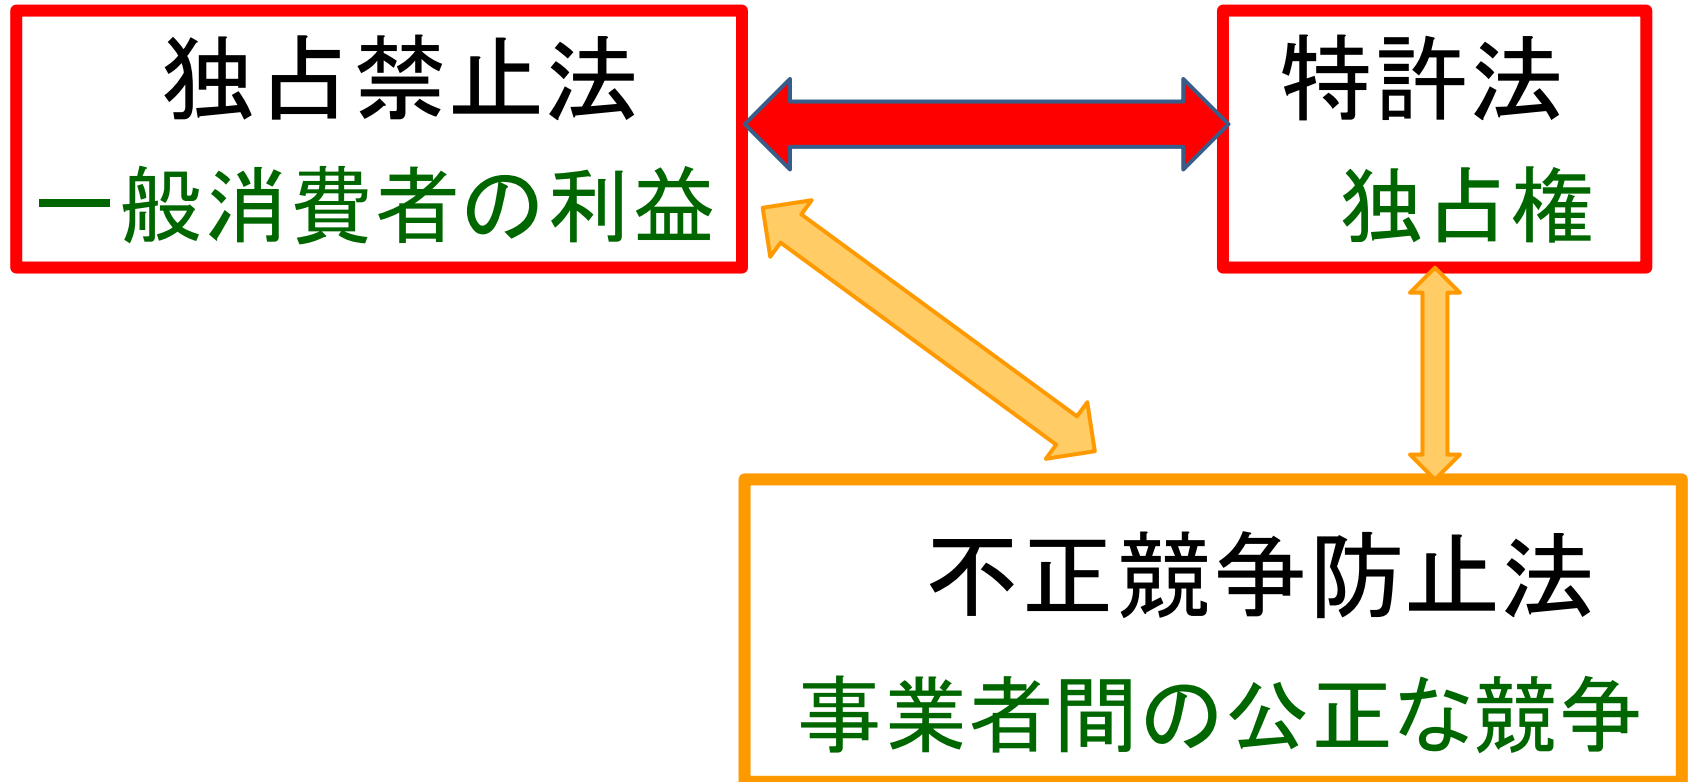 独占禁止法
一般消費者の利益
特許法
独占権
不正競争防止法
事業者間の公正な競争